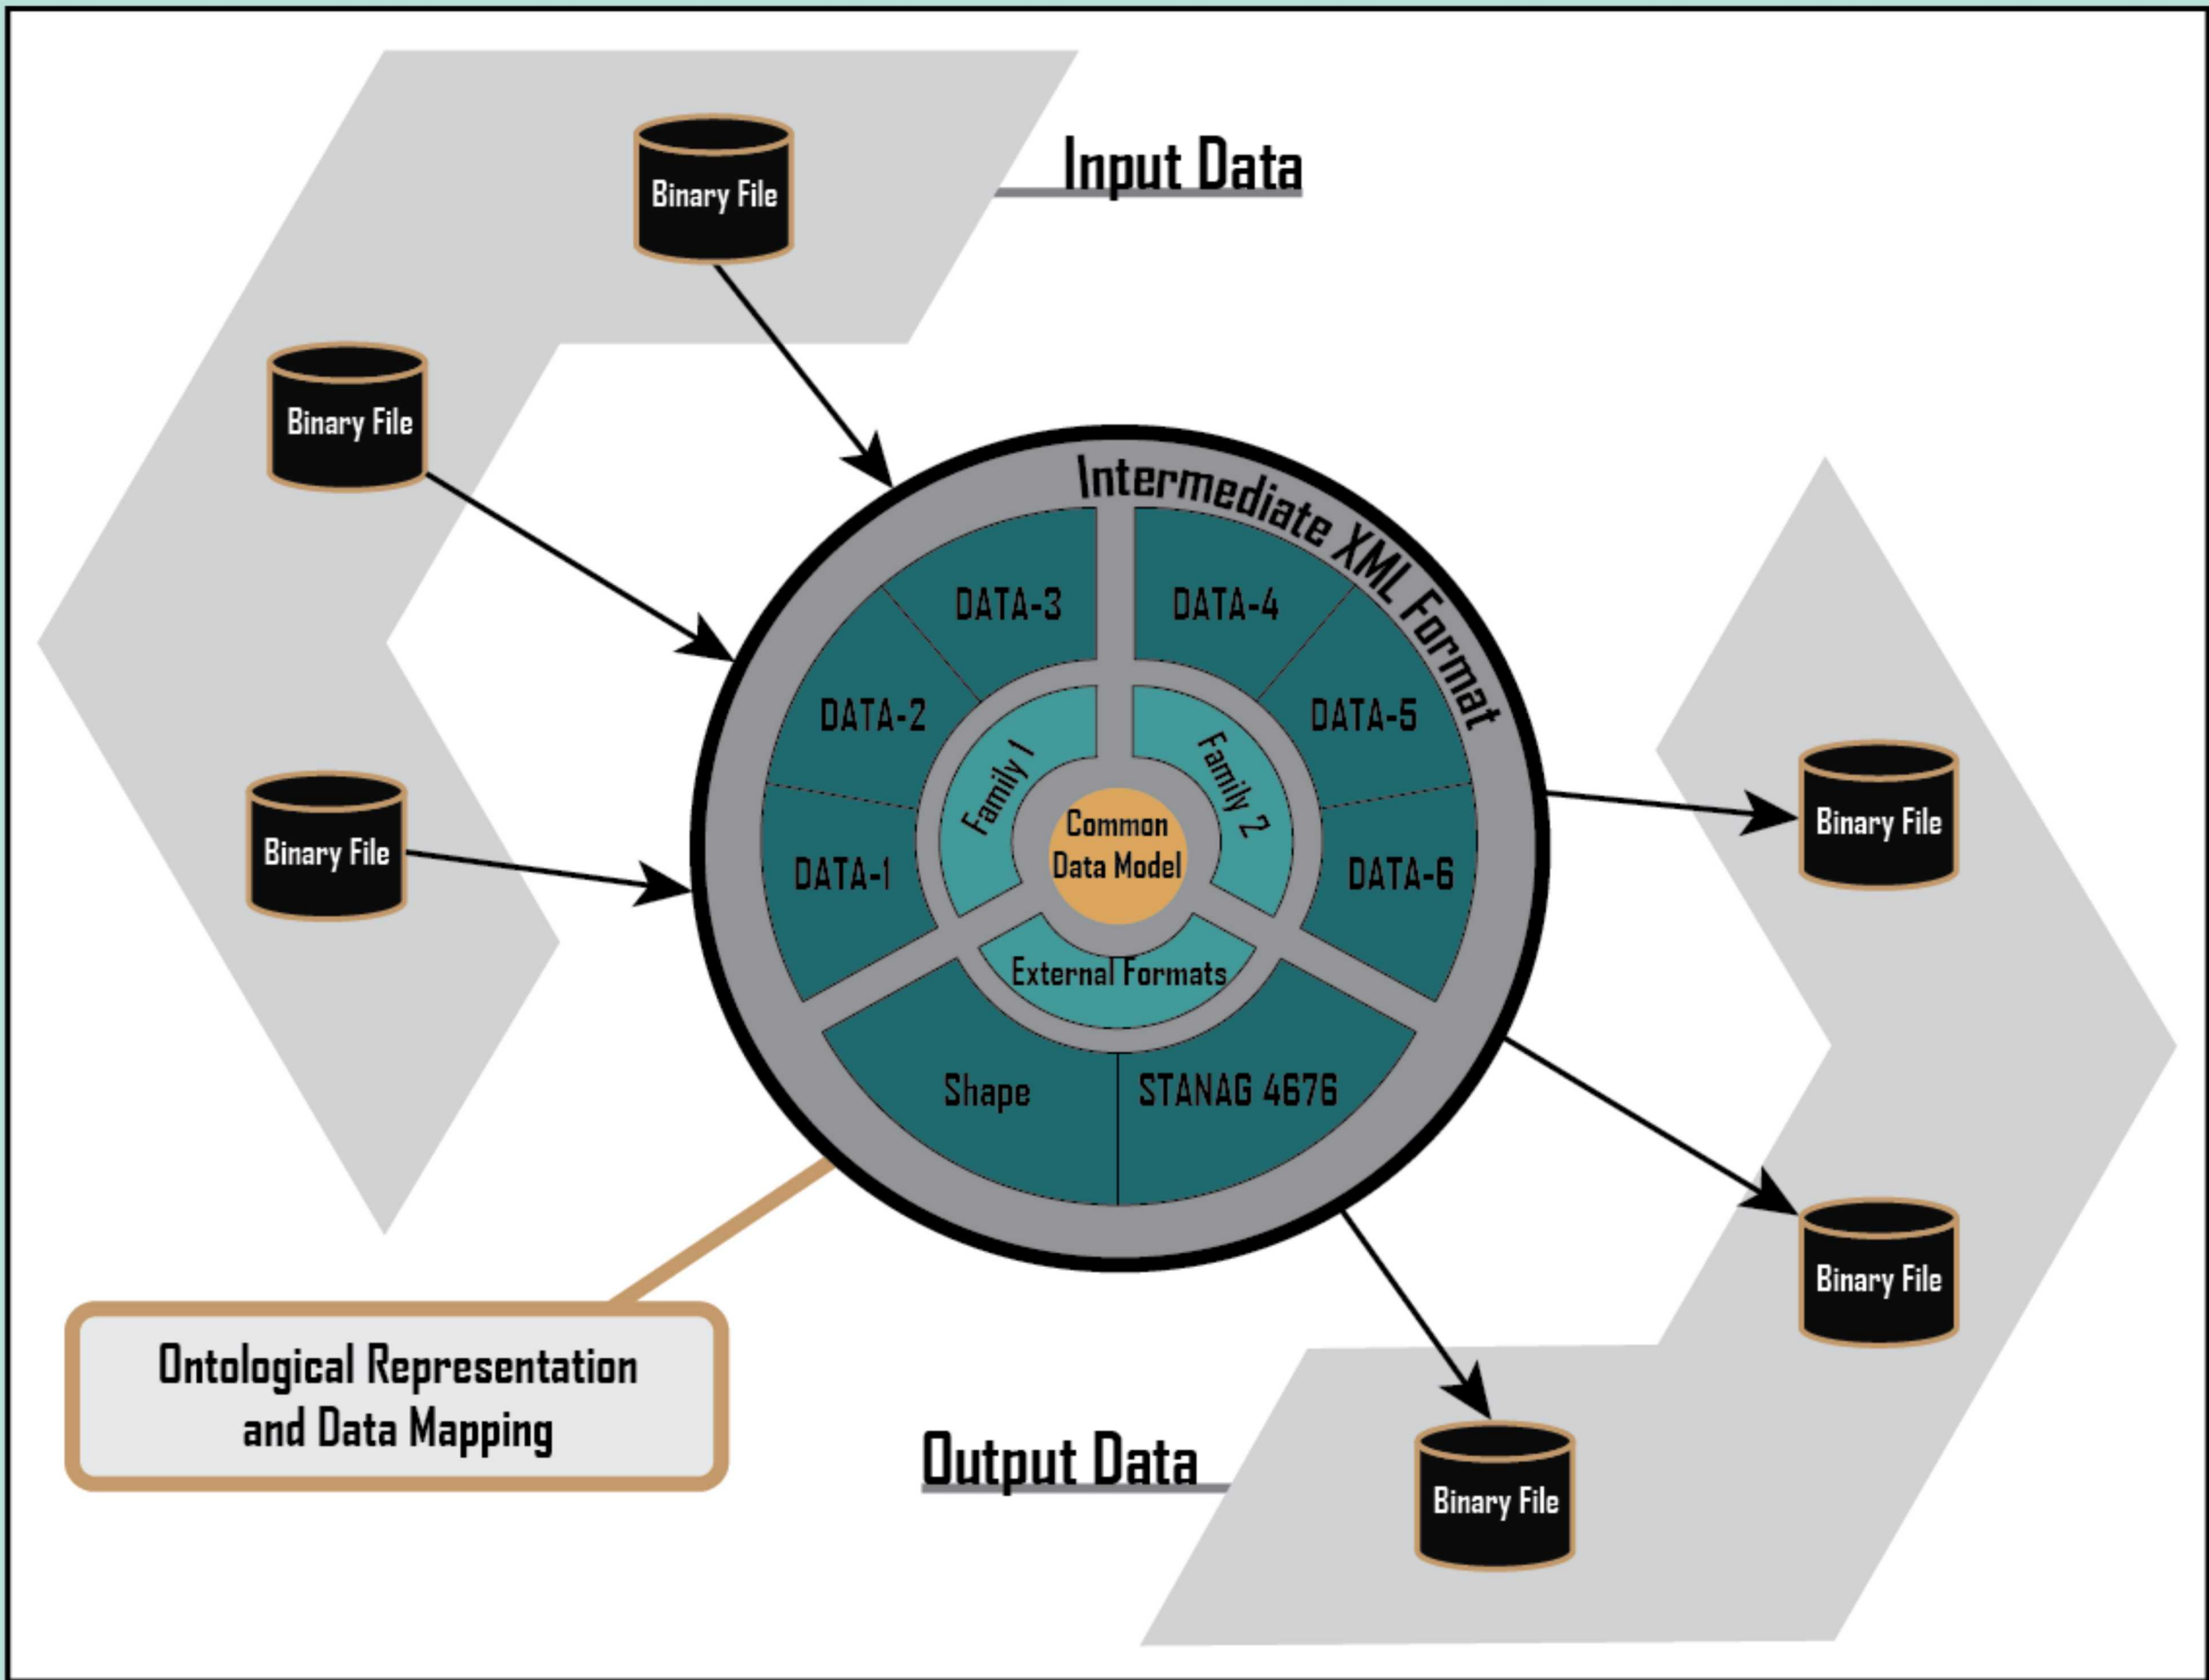 Input Data
Binary File
Binary File
Binary File
Intermediate XML Format
DATA-3
DATA-4
DATA-2
DATA-5
DATA-1
DATA-6
Family 1
Family 2
Common
Data Model
External Formats
Shape
STANAG 4676
Binary File
Binary File
Binary File
Ontological Representation
and Data Mapping
Output Data